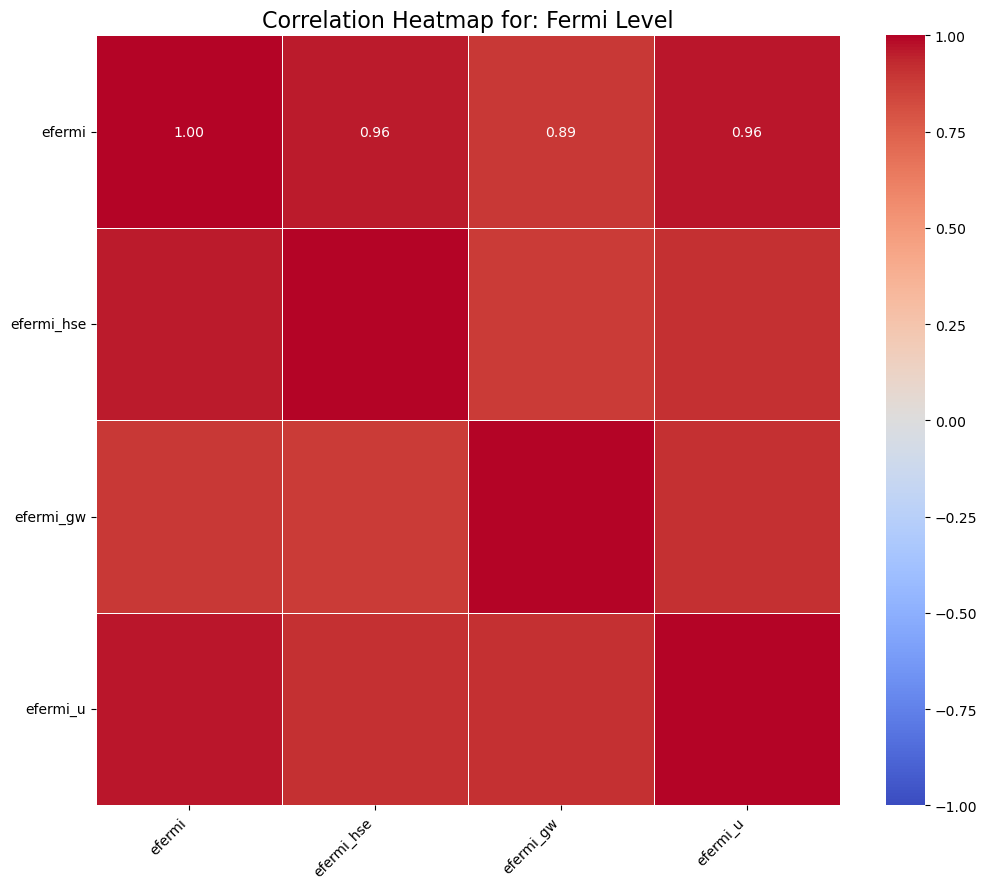 Correlation Heatmap for: Fermi Level
efermi
1.00 0.96 0.89 0.96
efermi_hse
efermi_gw
efermi_u
efermi efermi_hse efermi_gw efermi_u
1.00
0.75
0.50
0.25
0.00
−0.25
−0.50
−0.75
−1.00